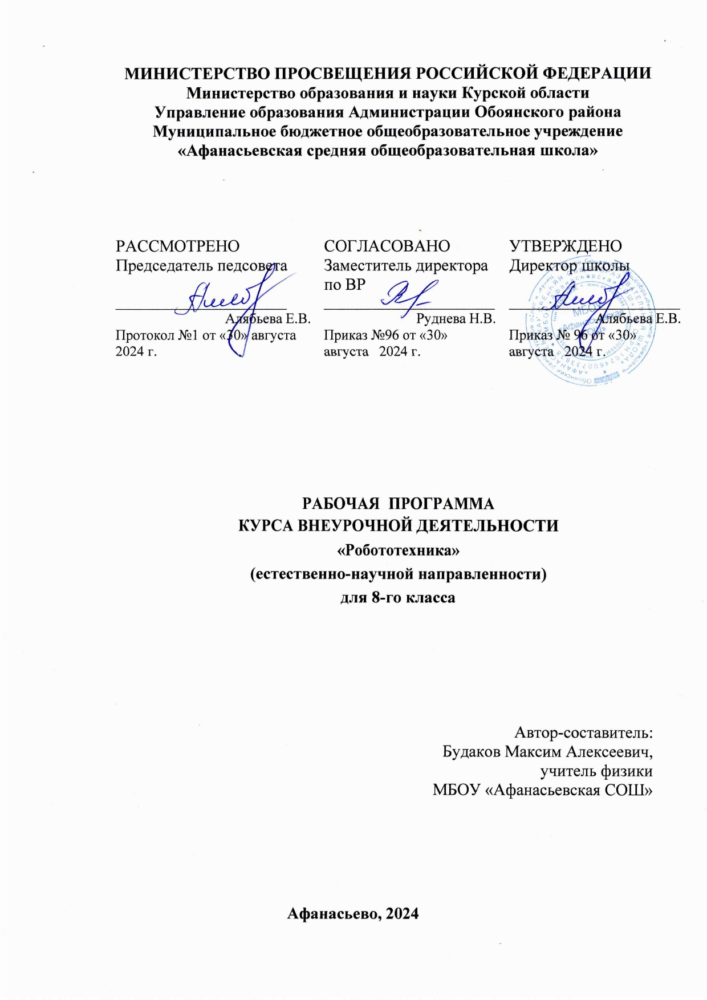 МИНИСТЕРСТВО ПРОСВЕЩЕНИЯ РОССИЙСКОЙ ФЕДЕРАЦИИ
Министерство образования и науки Курской области
Управление образования Администрации Обоянского района
Муниципальное бюджетное общеобразовательное учреждение
«Афанасьевская средняя общеобразовательная школа»
РАССМОТРЕНО
Председатель педсовета
Алябьева Е.В.
Протокол №1 от «30» августа
2024 г.
СОГЛАСОВАНО
Заместитель директора
по ВР
Руднева Н.В.
Приказ №96 от «30»
августа 2024 г.
УТВЕРЖДЕНО
Директор школы
Алябьева Е.В.
Приказ № 96 от «30»
августа 2024 г.
МБОУ
«Афанасьевская
СОШ»
РАБОЧАЯ ПРОГРАММА
КУРСА ВНЕУРОЧНОЙ ДЕЯТЕЛЬНОСТИ
«Робототехника»
(естественно-научной направленности)
для 8-го класса
Автор-составитель:
Будаков Максим Алексеевич,
учитель физики
МБОУ «Афанасьевская СОШ»
Афанасьево, 2024